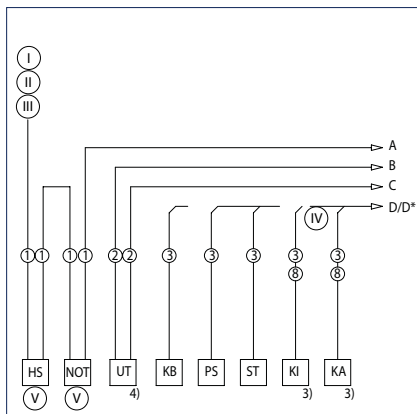 I
II
III
A
B
C
D/D*
IV
1 1 1 1 2 2 3 3 3 3 3
8 8
HS NOT UT KB PS ST KI KA
V V 4) 3) 3)